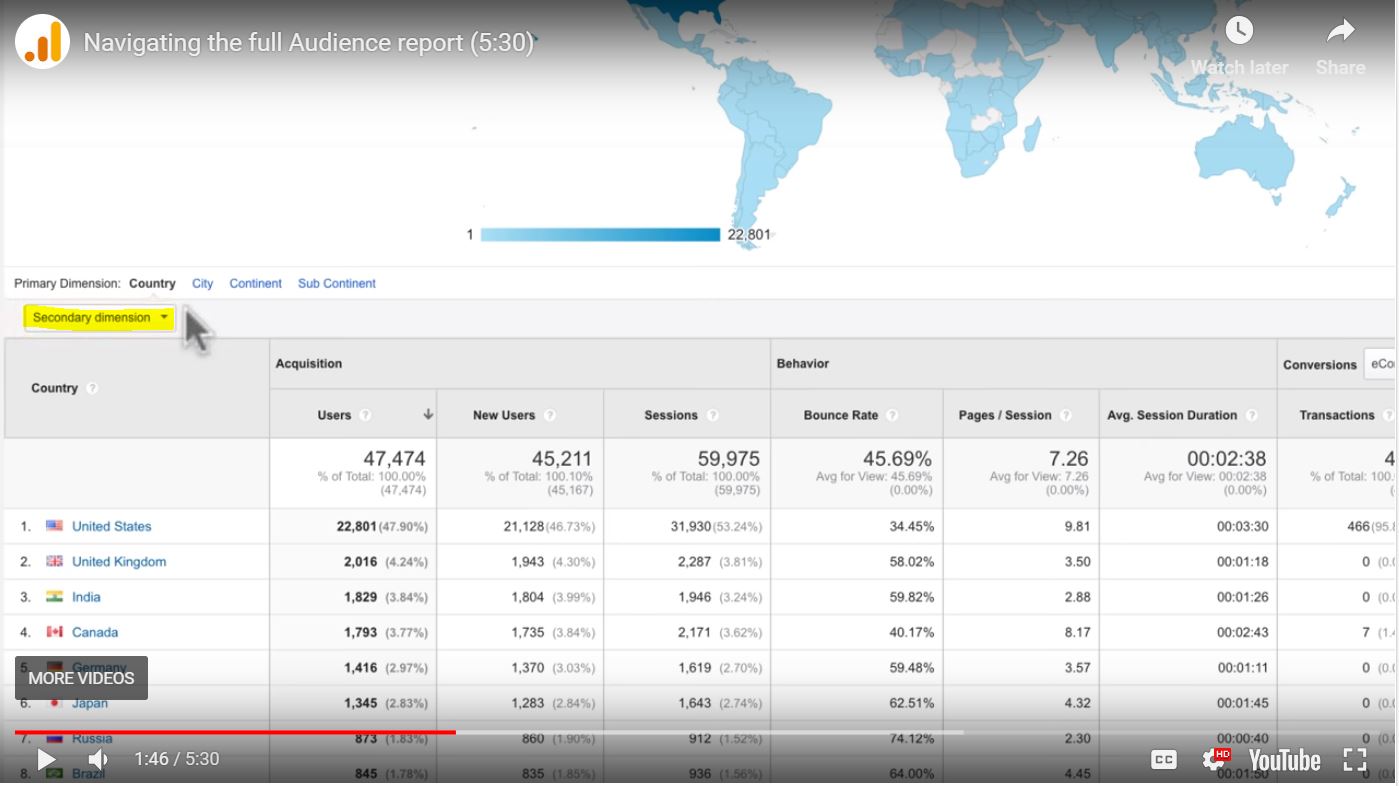 Navigating the full Audience report (5:30)
Watch later
Share
1
22,801
Primary Dimension: Country City Continent Sub Continent
Secondary dimension
Acquisition Behavior Conversions
Country
Users New Users Sessions Bounce Rate Pages / Session Avg. Session Duration Transactions
47,474 45,211 59,975 45.69% 7.26 00:02:38 4
% of Total: 100.00% % of Total: 100.10% % of Total: 100.00% Avg for View: 45.69% Avg for View: 7.26 Avg for View: 00:02:38 % of Total: 100.
(47,474) (45,167) (59,975) (0.00%) (0.00%) (0.00%)
1. United States 22,801 (47.90%) 21,128 (46.73%) 31,930 (53.24%) 34.45% 9.81 00:03:30 466 (95.8
2. United Kingdom 2,016 (4.24%) 1,943 (4.30%) 2,287 (3.81%) 58.02% 3.50 00:01:18 0 (0.0
3. India 1,829 (3.84%) 1,804 (3.99%) 1,946 (3.24%) 59.82% 2.88 00:01:26 0 (0.0
4. Canada 1,793 (3.77%) 1,735 (3.84%) 2,171 (3.62%) 40.17% 8.17 00:02:43 7 (1.4
5. Germany 1,416 (2.97%) 1,370 (3.03%) 1,619 (2.70%) 59.48% 3.57 00:01:11 0 (0.0
MORE VIDEOS
6. Japan 1,345 (2.83%) 1,283 (2.84%) 1,643 (2.74%) 62.51% 4.32 00:01:45 0 (0.0
7. Russia 873 (1.83%) 860 (1.90%) 912 (1.52%) 74.12% 2.30 00:00:40 0 (0.0
1:46 / 5:30
CC
HD
YouTube
8. Brazil 845 (1.78%) 835 (1.85%) 936 (1.56%) 64.00% 4.45 00:01:50 0 (0.0